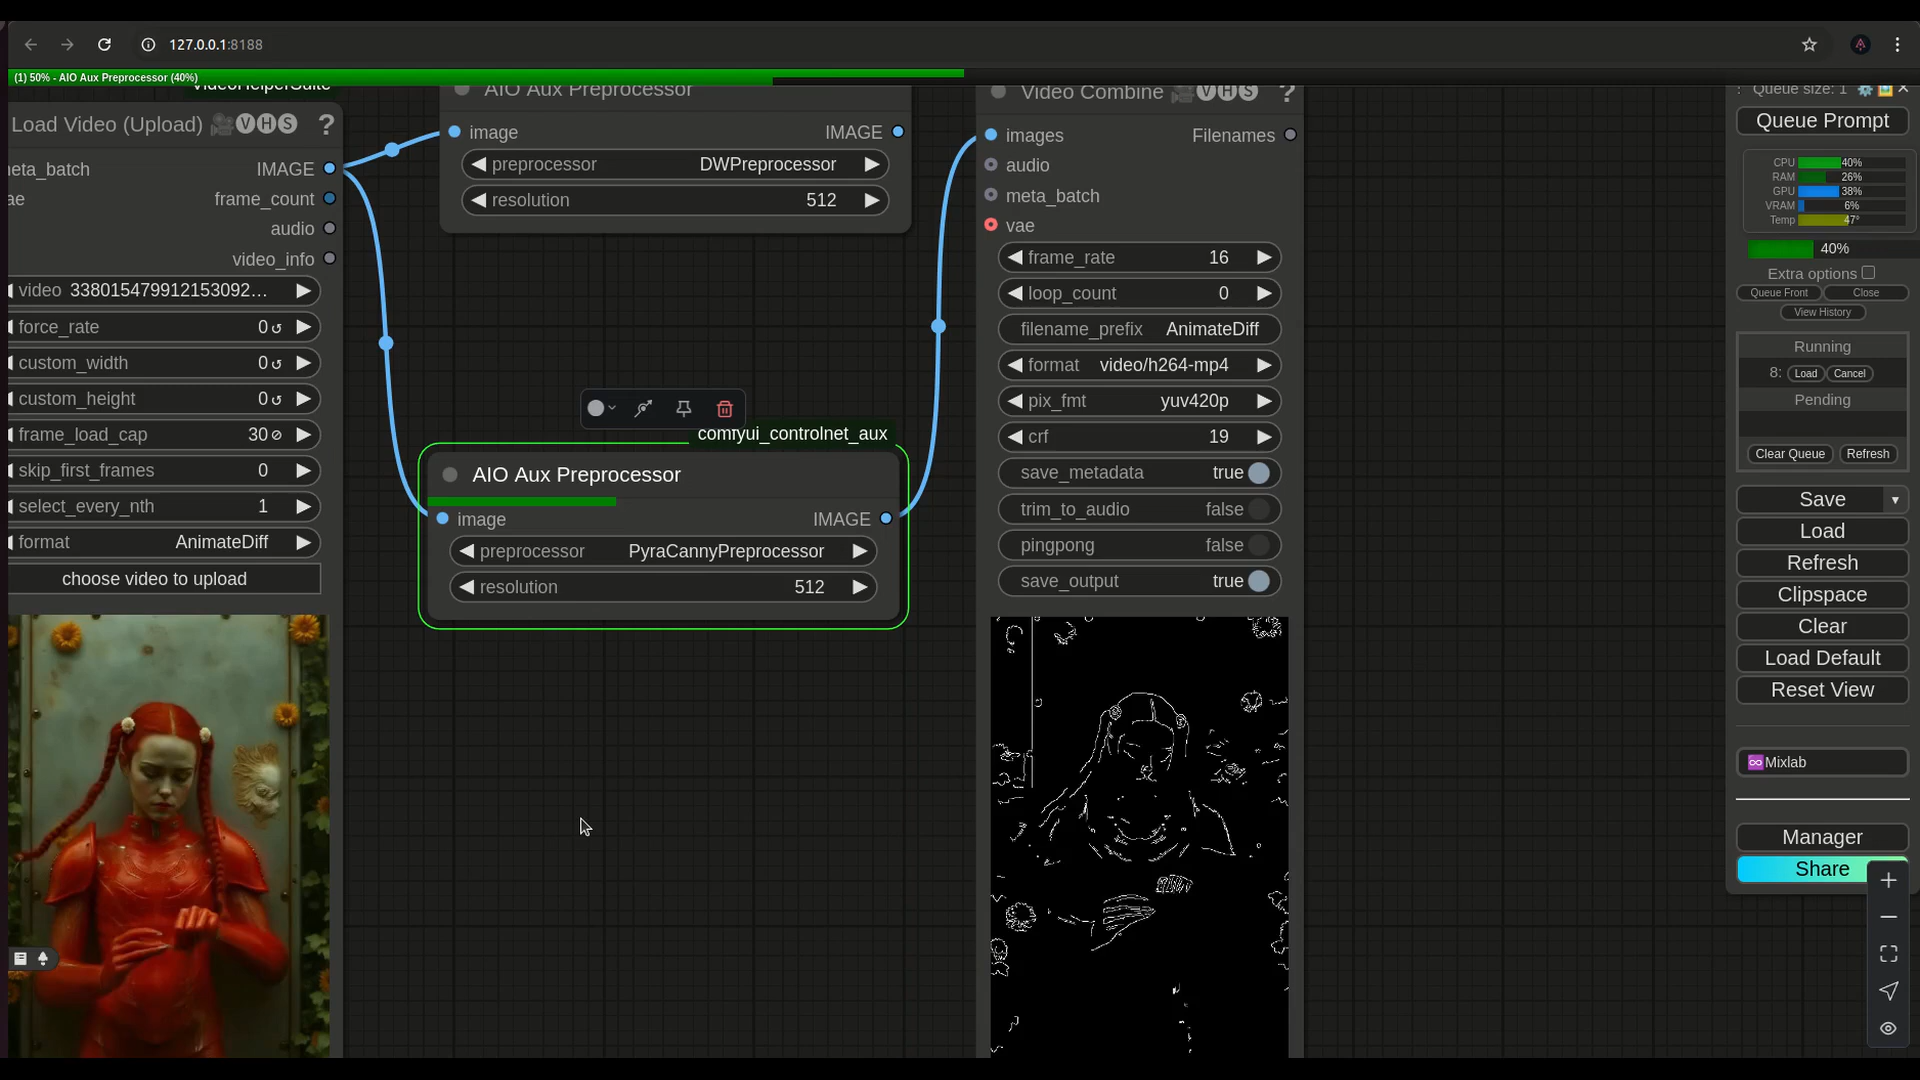 127.0.0.1:8188
(1) 50% - AIO Aux Preprocessor (40%)
VideoHelperSuite
Load Video (Upload) 🎥🅥🅗🅢 ?
meta_batch IMAGE
ae frame_count
audio
video_info
video 338015479912153092...
force_rate 0↺
custom_width 0↺
custom_height 0↺
frame_load_cap 30⊘
skip_first_frames 0
select_every_nth 1
format AnimateDiff
choose video to upload
AIO Aux Preprocessor
image IMAGE
preprocessor DWPreprocessor
resolution 512
comfyui_controlnet_aux
AIO Aux Preprocessor
image IMAGE
preprocessor PyraCannyPreprocessor
resolution 512
Video Combine 🎥🅥🅗🅢 ?
images Filenames
audio
meta_batch
vae
frame_rate 16
loop_count 0
filename_prefix AnimateDiff
format video/h264-mp4
pix_fmt yuv420p
crf 19
save_metadata true
trim_to_audio false
pingpong false
save_output true
Queue size: 1
Queue Prompt
CPU 40%
RAM 26%
GPU 38%
VRAM 6%
Temp 47°
40%
Extra options
Queue Front Close
View History
Running
8: Load Cancel
Pending
Clear Queue Refresh
Save
Load
Refresh
Clipspace
Clear
Load Default
Reset View
♾️Mixlab
Manager
Share